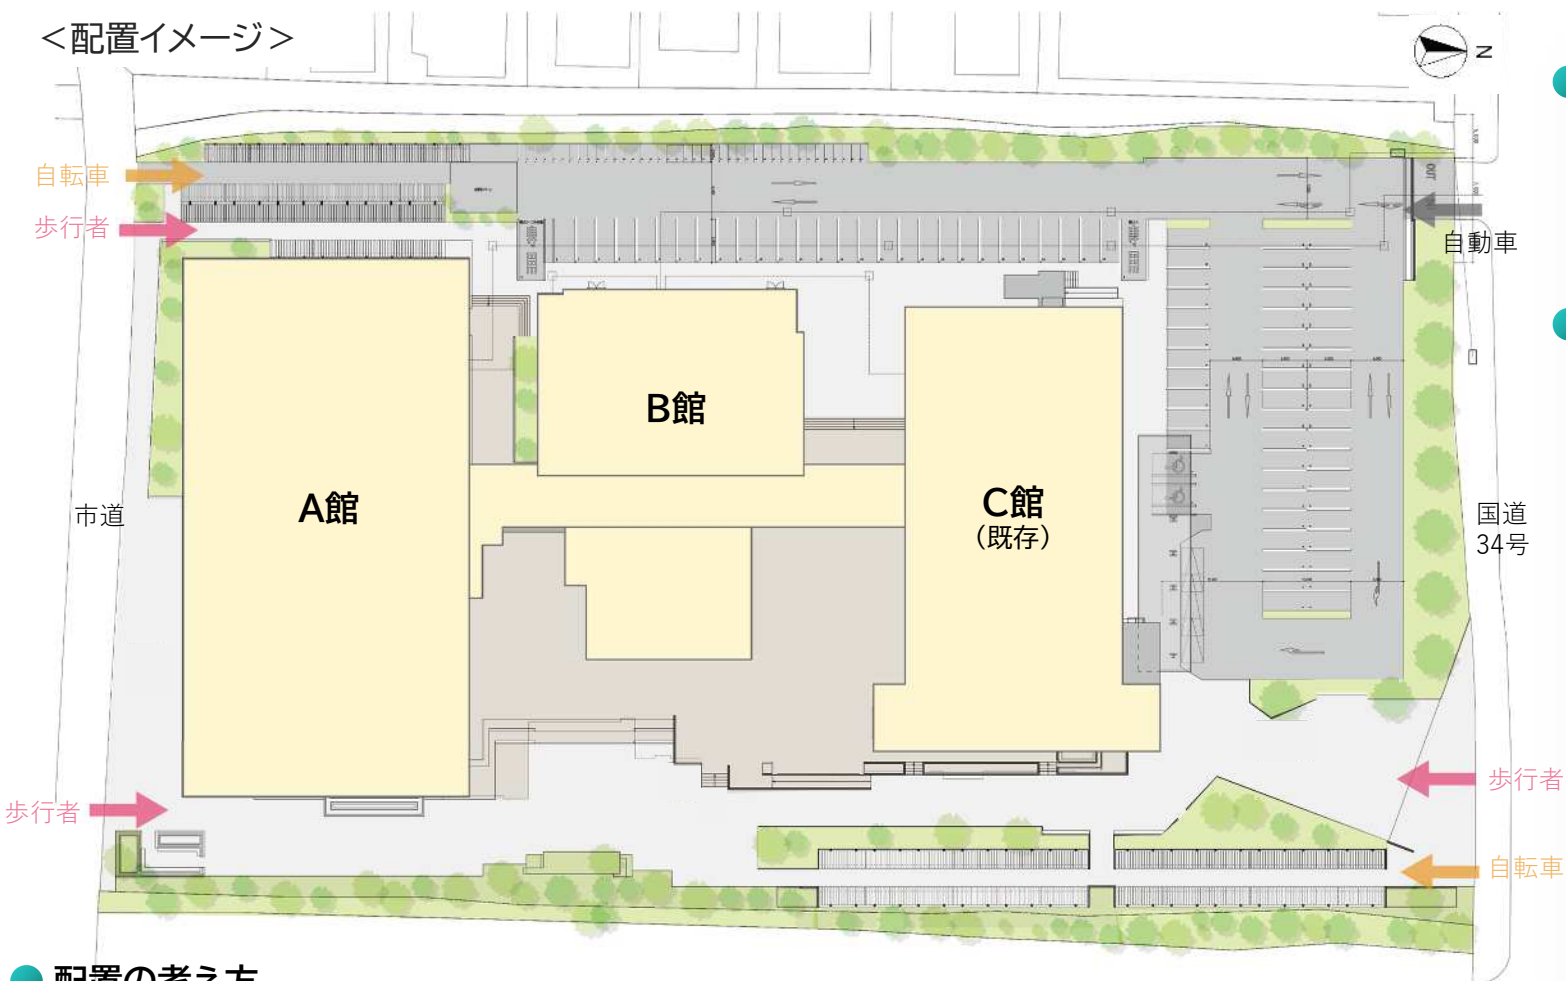 ＜配置イメージ＞
N
自転車
歩行者
OUT
自動車
A館
B館
C館
（既存）
市道
国道
34号
歩行者
歩行者
自転車
配置の考え方